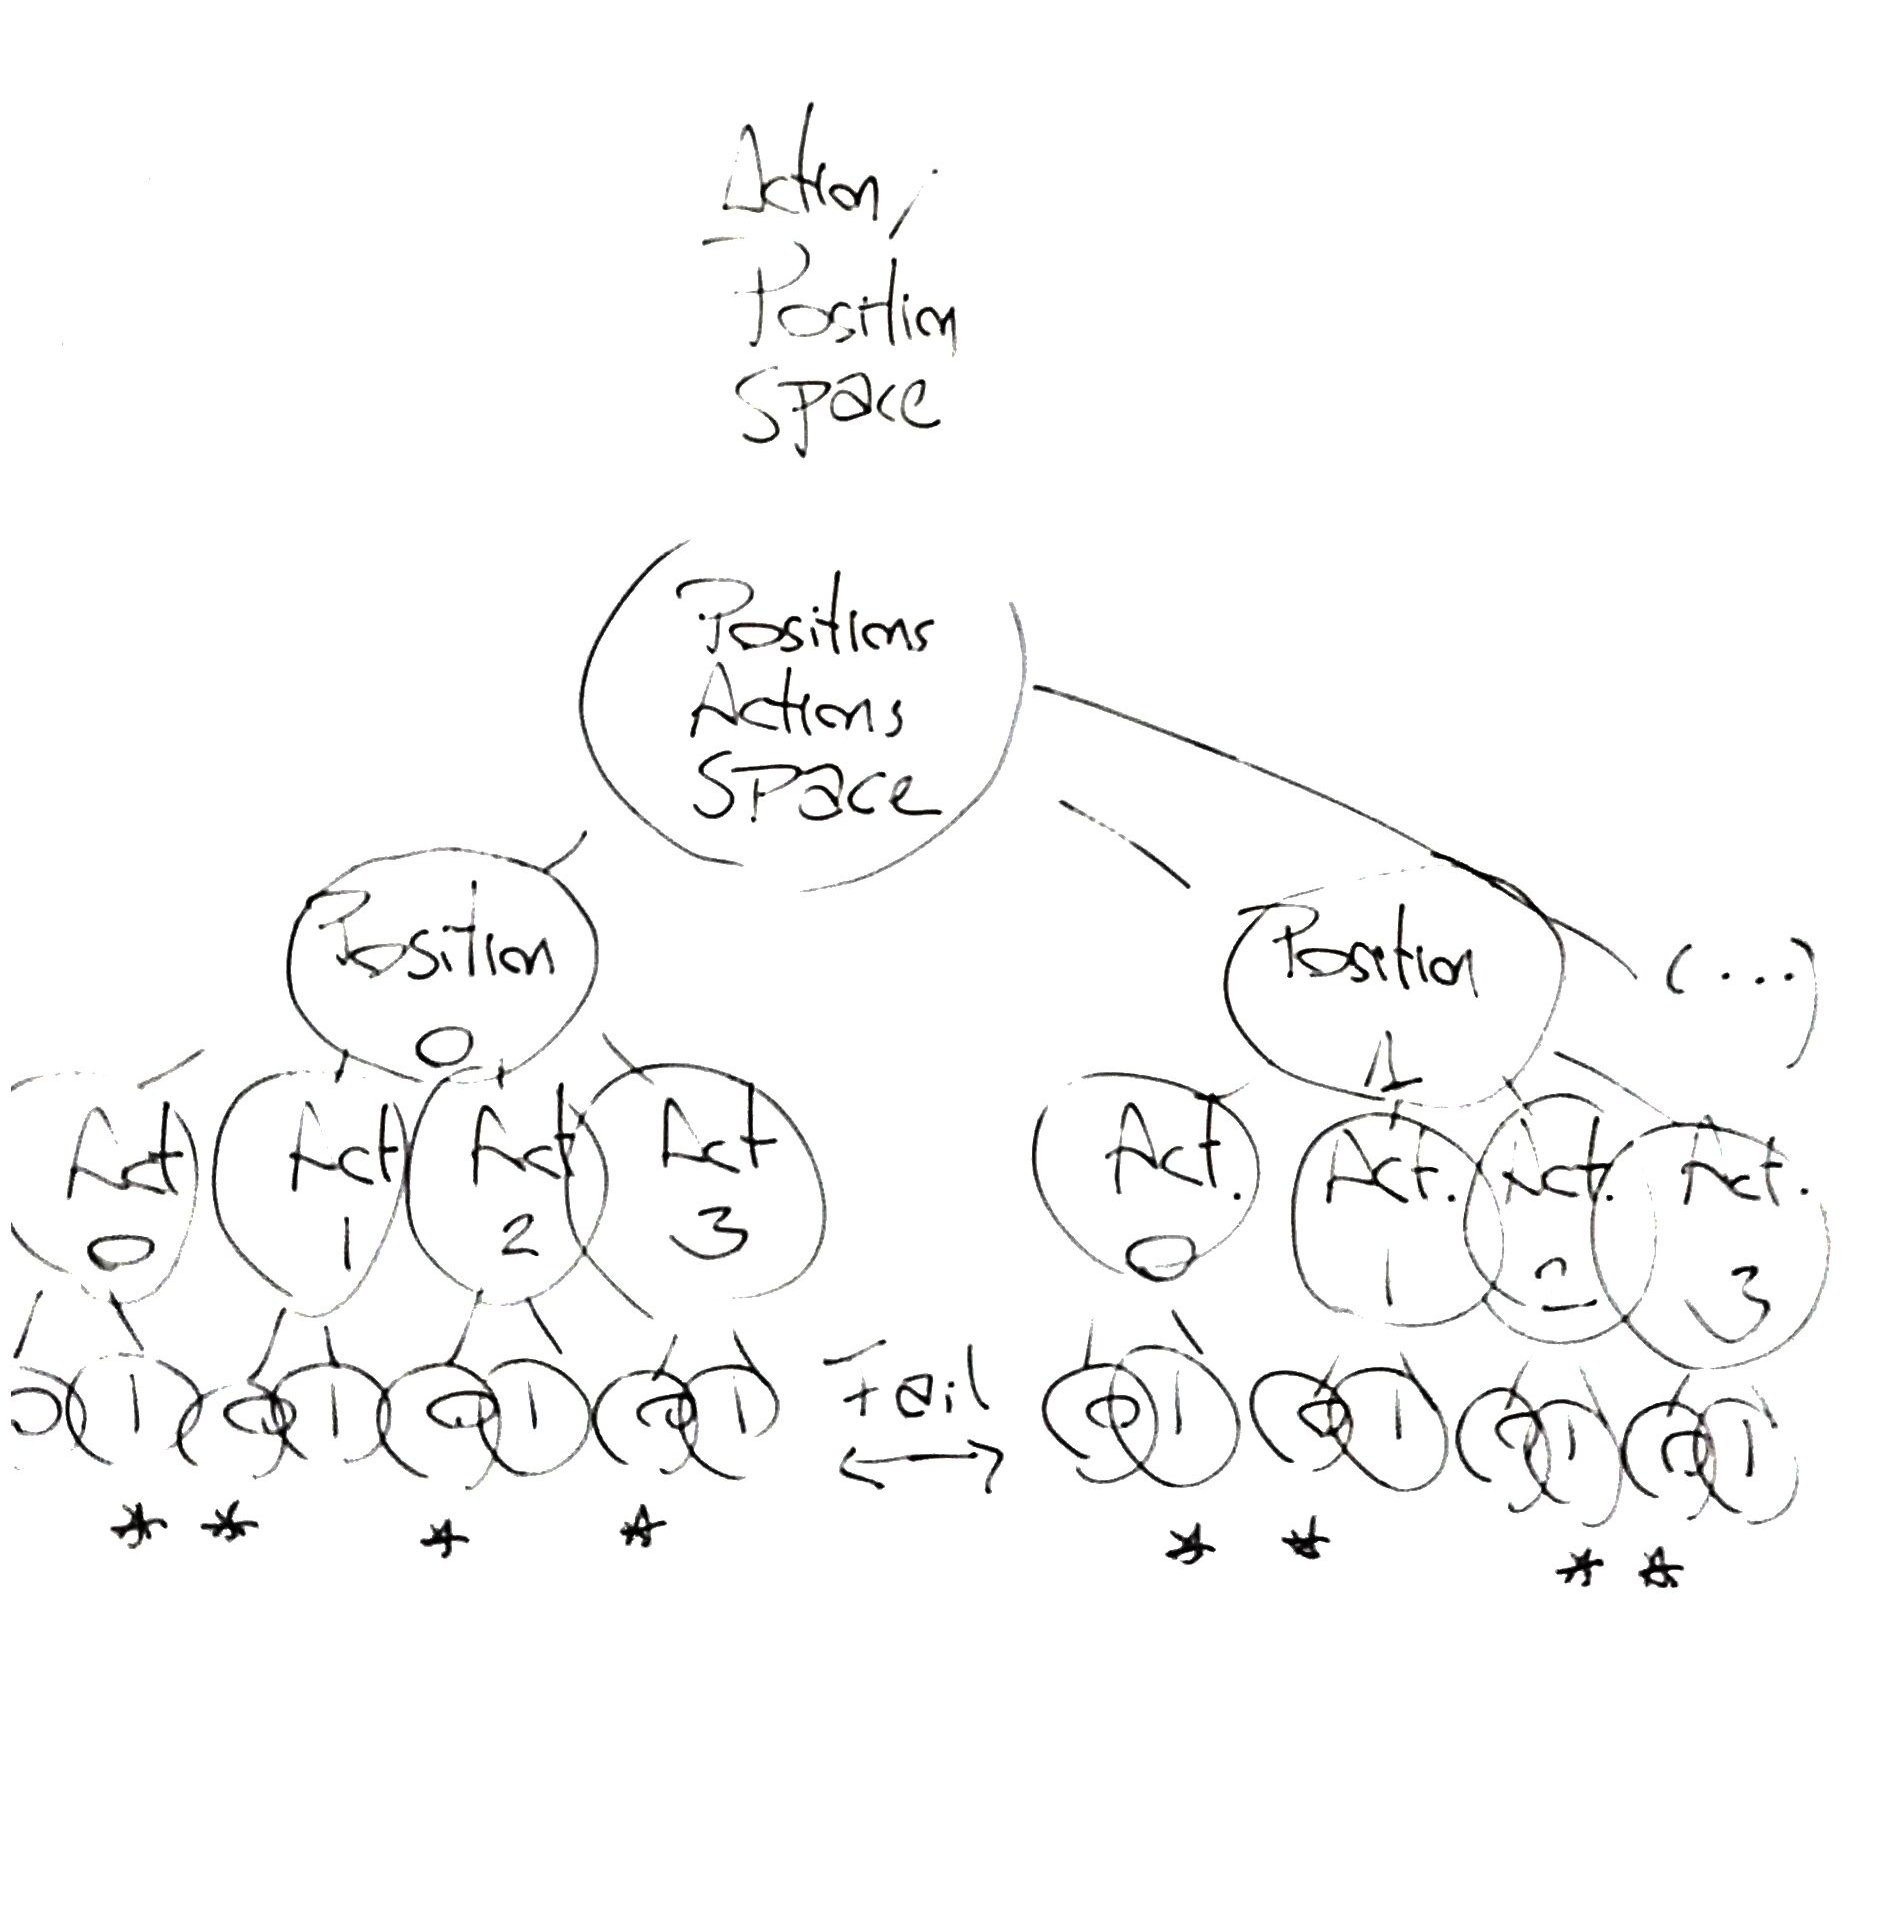 Action,
Position
Space
Positions
Actions
Space
Position
0
Position
1
(...)
Act
0
Act
1
Act
2
Act
3
Act.
0
Act.
1
Act.
2
Act.
3
0 1 0 1 0 1 0 1
Tail
0 1 0 1 0 1 0 1
* * * *
* * * *